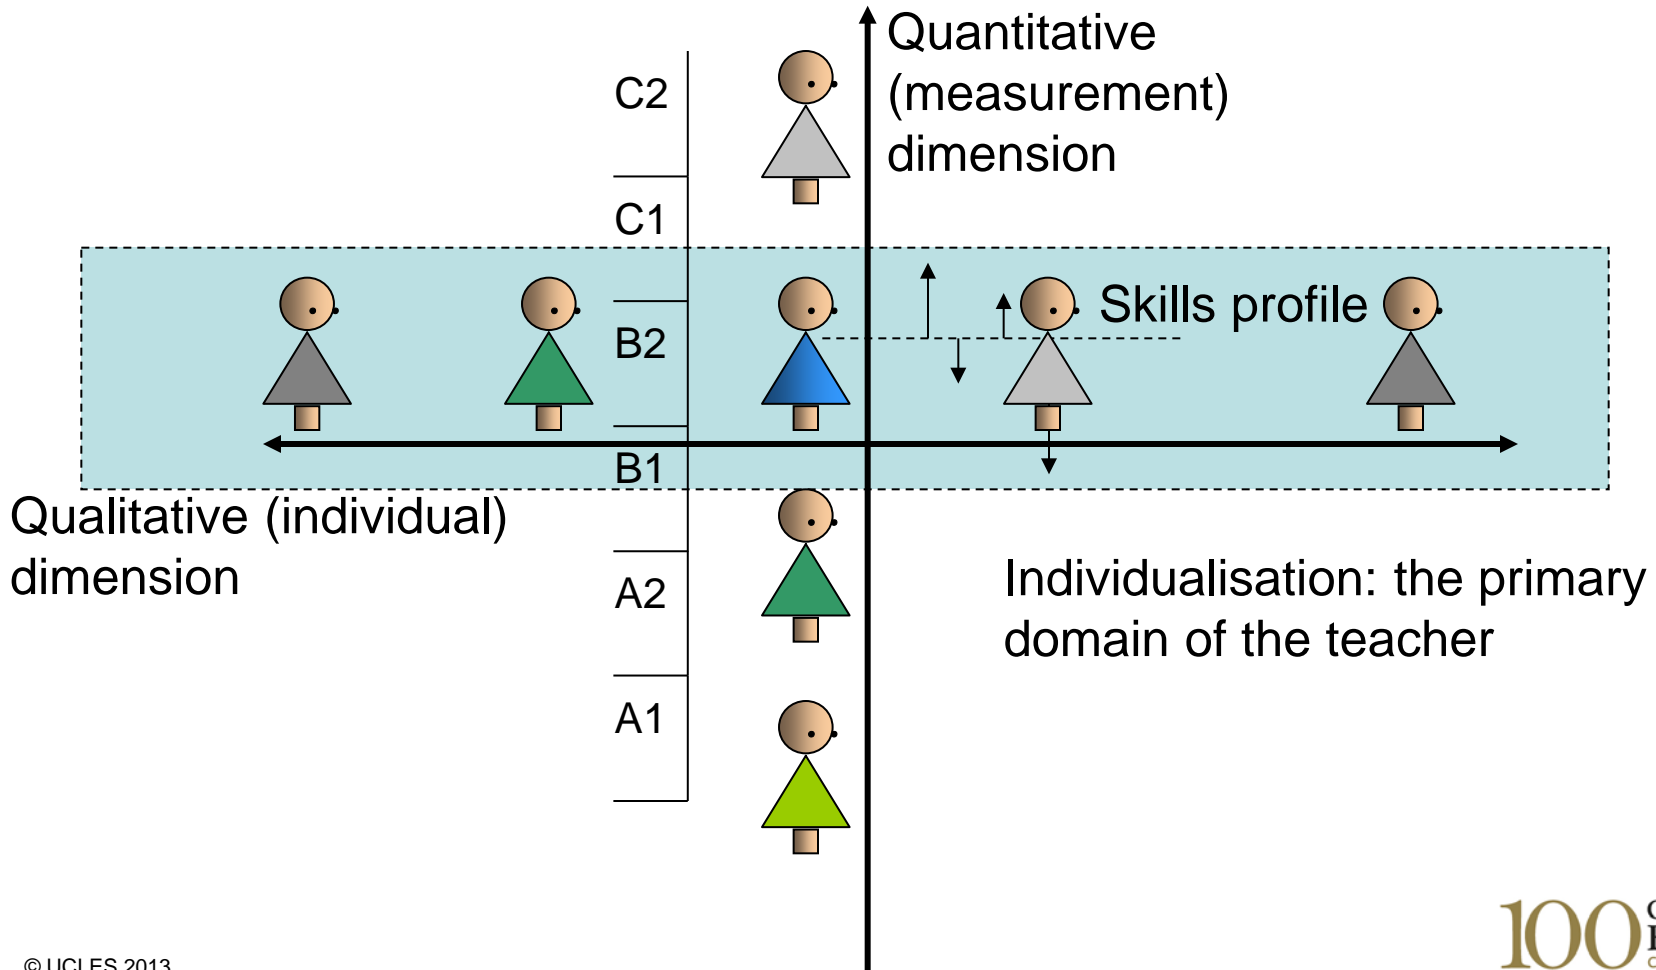 Quantitative
(measurement)
dimension
C2
C1
B2
B1
A2
A1
Skills profile
Qualitative (individual)
dimension
Individualisation: the primary
domain of the teacher
© UCLES 2013
100